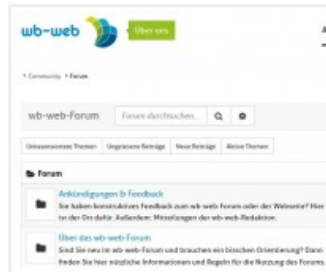 wb-web
Über uns
A
Community Forum
wb-web-Forum Forum durchsuchen...
Unbeantwortete Themen Ungelesene Beiträge Neue Beiträge Aktive Themen
Forum
Ankündigungen & Feedback
Sie haben konstruktives Feedback zum wb-web Forum oder der Webseite? Hier
ist der Ort dafür. Außerdem: Mitteilungen der wb-web-Redaktion.
Über das wb-web Forum
Sind Sie neu im wb-web-Forum und brauchen ein bisschen Orientierung? Dann
finden Sie hier nützliche Informationen und Regeln für die Nutzung des Forums.